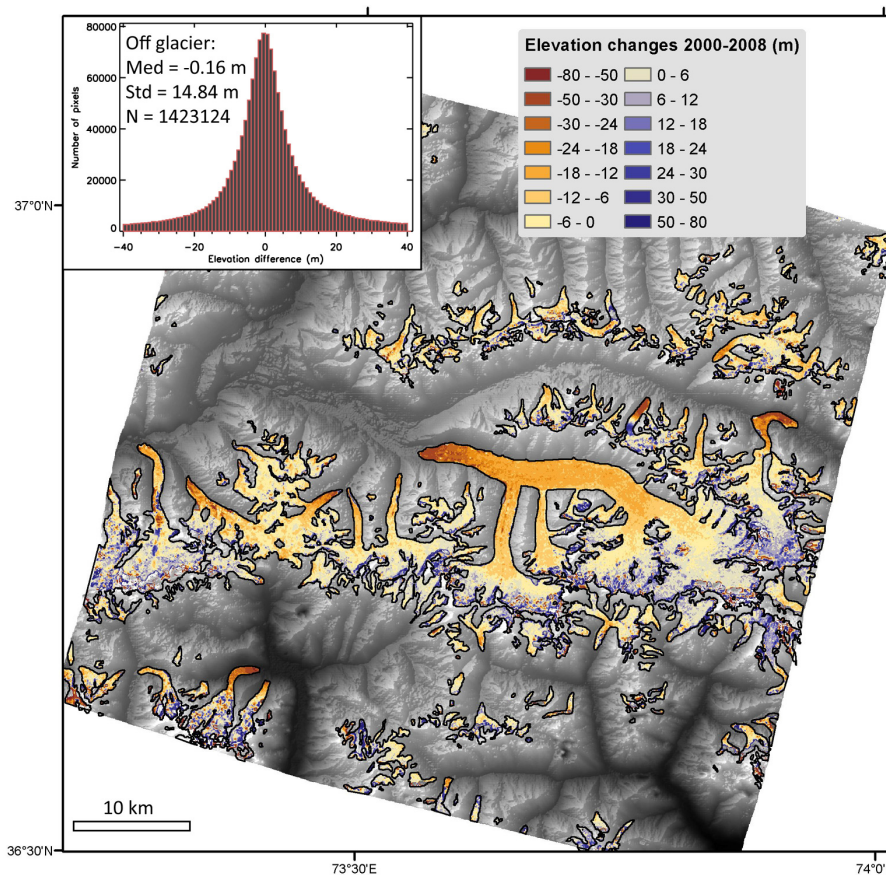 80000
60000
40000
20000
0
Number of pixels
Off glacier:
Med = -0.16 m
Std = 14.84 m
N = 1423124
-40 -20 0 20 40
Elevation difference (m)
Elevation changes 2000-2008 (m)
-80 - -50 0 - 6
-50 - -30 6 - 12
-30 - -24 12 - 18
-24 - -18 18 - 24
-18 - -12 24 - 30
-12 - -6 30 - 50
-6 - 0 50 - 80
37°0'N
10 km
36°30'N
73°30'E 74°0'E